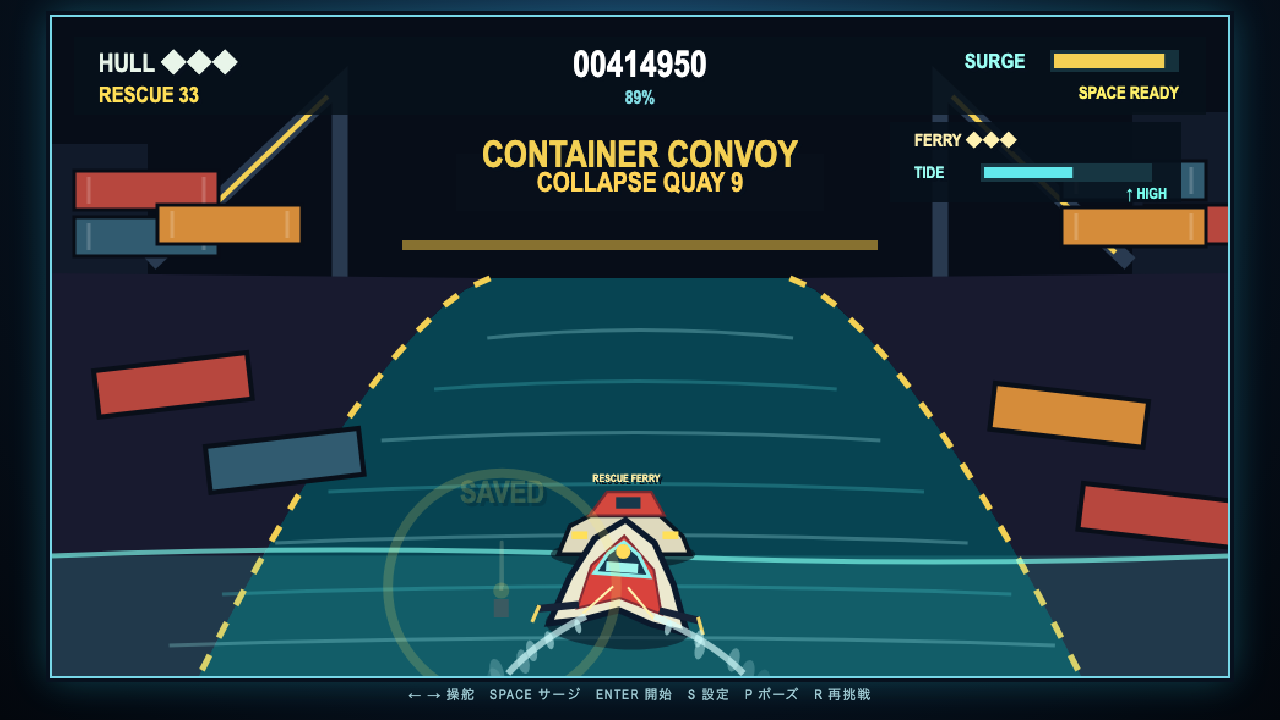 HULL
RESCUE 33
00414950
89%
SURGE
SPACE READY
FERRY
TIDE
↑ HIGH
CONTAINER CONVOY
COLLAPSE QUAY 9
SAVED
RESCUE FERRY
← → 操舵 SPACE サージ ENTER 開始 S 設定 P ポーズ R 再挑戦